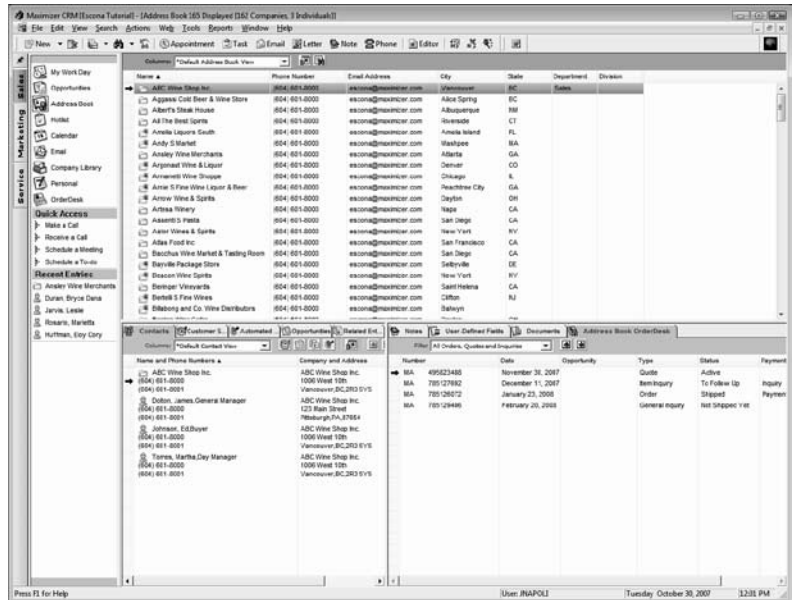 Maximizer CRM [Escona Tutorial] - [Address Book 165 Displayed (162 Companies, 3 Individuals)]
File Edit View Search Actions Web Tools Reports Window Help
New Appointment Task Email Letter Note Phone Editor
Sales
Marketing
Service
My Work Day
Opportunities
Address Book
Hotlist
Calendar
Email
Company Library
Personal
OrderDesk
Quick Access
Make a Call
Receive a Call
Schedule a Meeting
Schedule a To-do
Recent Entries
Ansley Wine Merchants
Duran, Bryce Dana
Jarvis, Leslie
Rosario, Marietta
Huffman, Eloy Cory
Columns: *Default Address Book View
Name Phone Number Email Address City State Department Division
ABC Wine Shop Inc. (604) 601-8000 escona@maximizer.com Vancouver BC Sales
Agassi Cold Beer & Wine Store (604) 601-8000 escona@maximizer.com Alice Spring BC
Albert's Steak House (604) 601-8000 escona@maximizer.com Albuquerque NM
All The Best Spirits (604) 601-8000 escona@maximizer.com Riverside CT
Amelia Liquors South (604) 601-8000 escona@maximizer.com Amelia Island FL
Andy S Market (604) 601-8000 escona@maximizer.com Mashpee MA
Ansley Wine Merchants (604) 601-8000 escona@maximizer.com Atlanta GA
Argonaut Wine & Liquor (604) 601-8000 escona@maximizer.com Denver CO
Armanetti Wine Shoppe (604) 601-8000 escona@maximizer.com Chicago IL
Arnie S Fine Wine Liquor & Beer (604) 601-8000 escona@maximizer.com Peachtree City GA
Arrow Wine & Spirits (604) 601-8000 escona@maximizer.com Dayton OH
Artesa Winery (604) 601-8000 escona@maximizer.com Napa CA
Assenti S Pasta (604) 601-8000 escona@maximizer.com San Diego CA
Astor Wines & Spirits (604) 601-8000 escona@maximizer.com New York NY
Atlas Food Inc (604) 601-8000 escona@maximizer.com San Francisco CA
Bacchus Wine Market & Tasting Room (604) 601-8000 escona@maximizer.com San Diego CA
Bayville Package Store (604) 601-8000 escona@maximizer.com Selbyville DE
Beacon Wine Spirits (604) 601-8000 escona@maximizer.com New York NY
Beringer Vineyards (604) 601-8000 escona@maximizer.com Saint Helena CA
Bertelli S Fine Wines (604) 601-8000 escona@maximizer.com Clifton NJ
Billabong and Co. Wine Distributors (604) 601-8000 escona@maximizer.com Balwyn
Contacts Customer S... Automated ... Opportunities Related Ent...
Columns: *Default Contact View
Name and Phone Numbers Company and Address
ABC Wine Shop Inc. ABC Wine Shop Inc.
(604) 601-8000 1006 West 10th
(604) 601-8001 Vancouver,BC,2R3 5Y5
Dolton, James,General Manager ABC Wine Shop Inc.
(604) 601-8000 123 Main Street
(604) 601-8001 Pittsburgh,PA,87654
Johnson, Ed,Buyer ABC Wine Shop Inc.
(604) 601-8000 1006 West 10th
(604) 601-8001 Vancouver,BC,2R3 5Y5
Torres, Martha,Day Manager ABC Wine Shop Inc.
(604) 601-8000 1006 West 10th
(604) 601-8001 Vancouver,BC,2R3 5Y5
Notes User Defined Fields Documents Address Book OrderDesk
Filter All Orders, Quotes and Inquiries
Number Date Opportunity Type Status Payment
MA 495823485 November 30, 2007 Quote Active
MA 785127692 December 11, 2007 Item Inquiry To Follow Up Inquiry
MA 785126072 January 23, 2008 Order Shipped Paymen
MA 785129486 February 20, 2008 General Inquiry Not Shipped Yet
Press F1 for Help User: JNAPOLI Tuesday October 30, 2007 12:01 PM